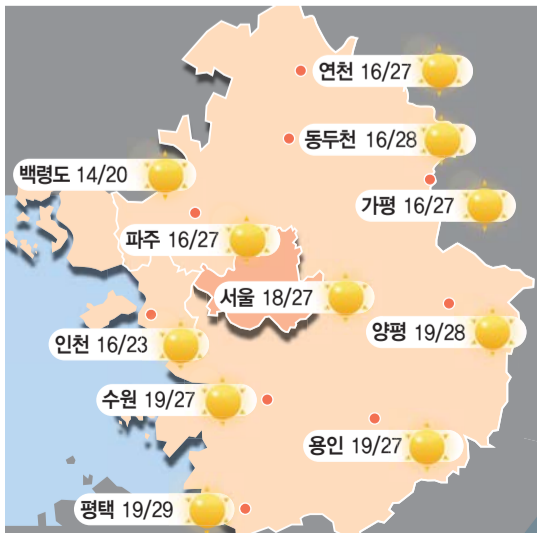 연천 16/27
동두천 16/28
백령도 14/20
가평 16/27
파주 16/27
서울 18/27
양평 19/28
인천 16/23
수원 19/27
용인 19/27
평택 19/29